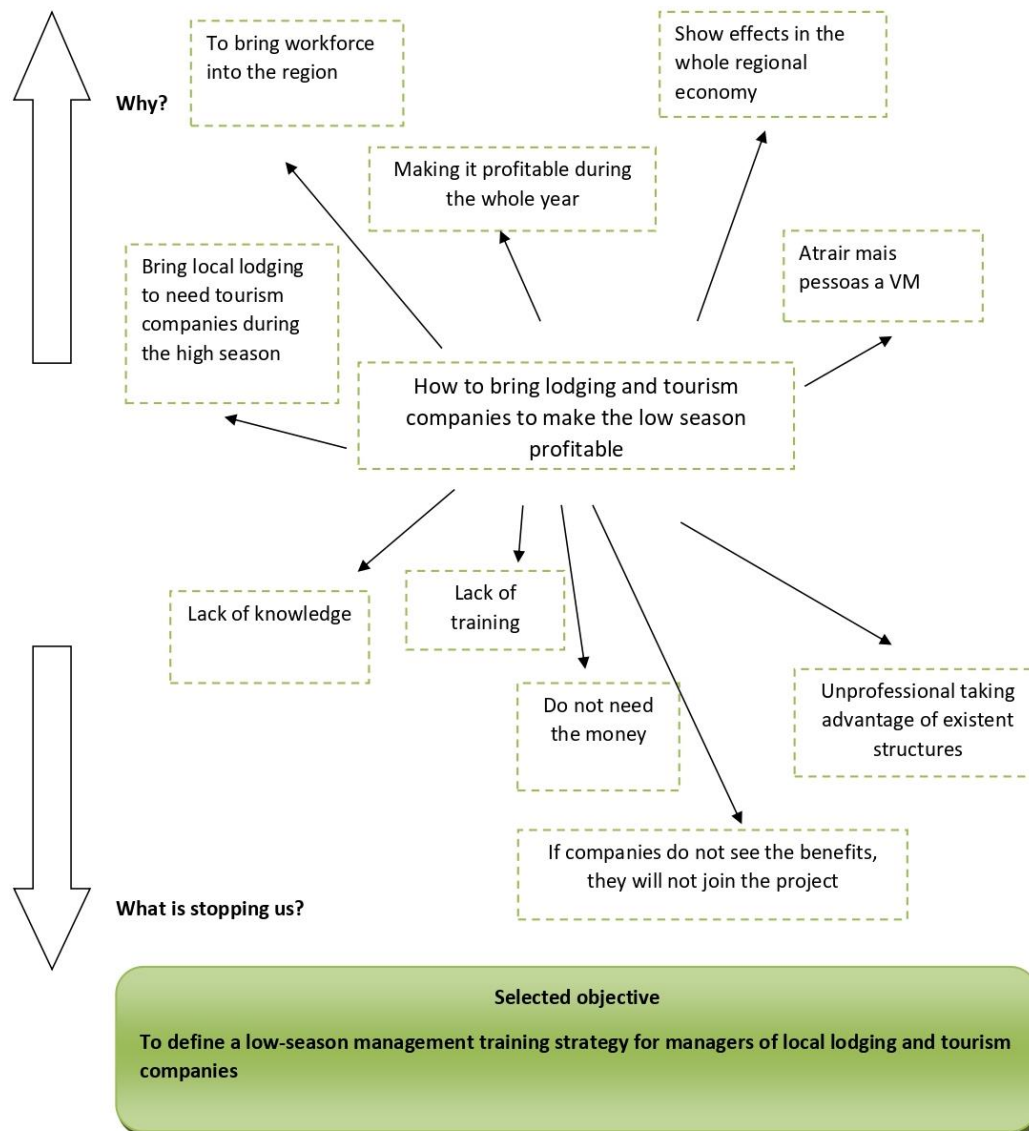 To bring workforce
into the region
Show effects in the
whole regional
economy
Why?
Making it profitable during
the whole year
Bring local lodging
to need tourism
companies during
the high season
Atrair mais
pessoas a VM
How to bring lodging and tourism
companies to make the low season
profitable
Lack of knowledge
Lack of
training
Do not need
the money
Unprofessional taking
advantage of existent
structures
If companies do not see the benefits,
they will not join the project
What is stopping us?
Selected objective
To define a low-season management training strategy for managers of local lodging and tourism
companies